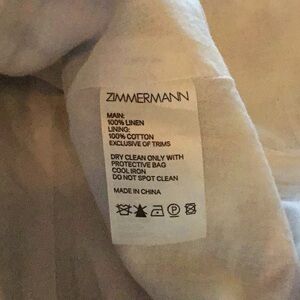 ZIMMERMANN
MAIN:
100% LINEN
LINING:
100% COTTON
EXCLUSIVE OF TRIMS
DRY CLEAN ONLY WITH
PROTECTIVE BAG
COOL IRON
DO NOT SPOT CLEAN
MADE IN CHINA
P